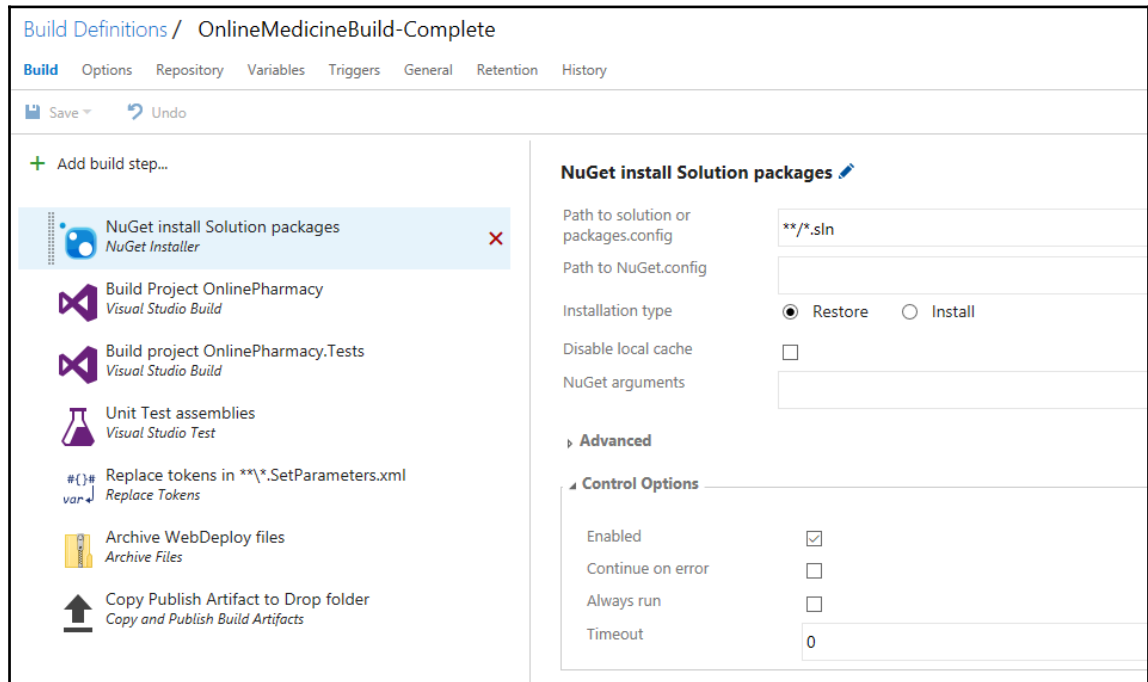 Build Definitions / OnlineMedicineBuild-Complete
Build Options Repository Variables Triggers General Retention History
Save Undo
+ Add build step...
NuGet install Solution packages
NuGet Installer
Build Project OnlinePharmacy
Visual Studio Build
Build project OnlinePharmacy.Tests
Visual Studio Build
Unit Test assemblies
Visual Studio Test
#{}#
var
Replace tokens in **\*.SetParameters.xml
Replace Tokens
Archive WebDeploy files
Archive Files
Copy Publish Artifact to Drop folder
Copy and Publish Build Artifacts
NuGet install Solution packages
Path to solution or
packages.config
**/*.sln
Path to NuGet.config
Installation type Restore Install
Disable local cache
NuGet arguments
Advanced
Control Options
Enabled
Continue on error
Always run
Timeout 0